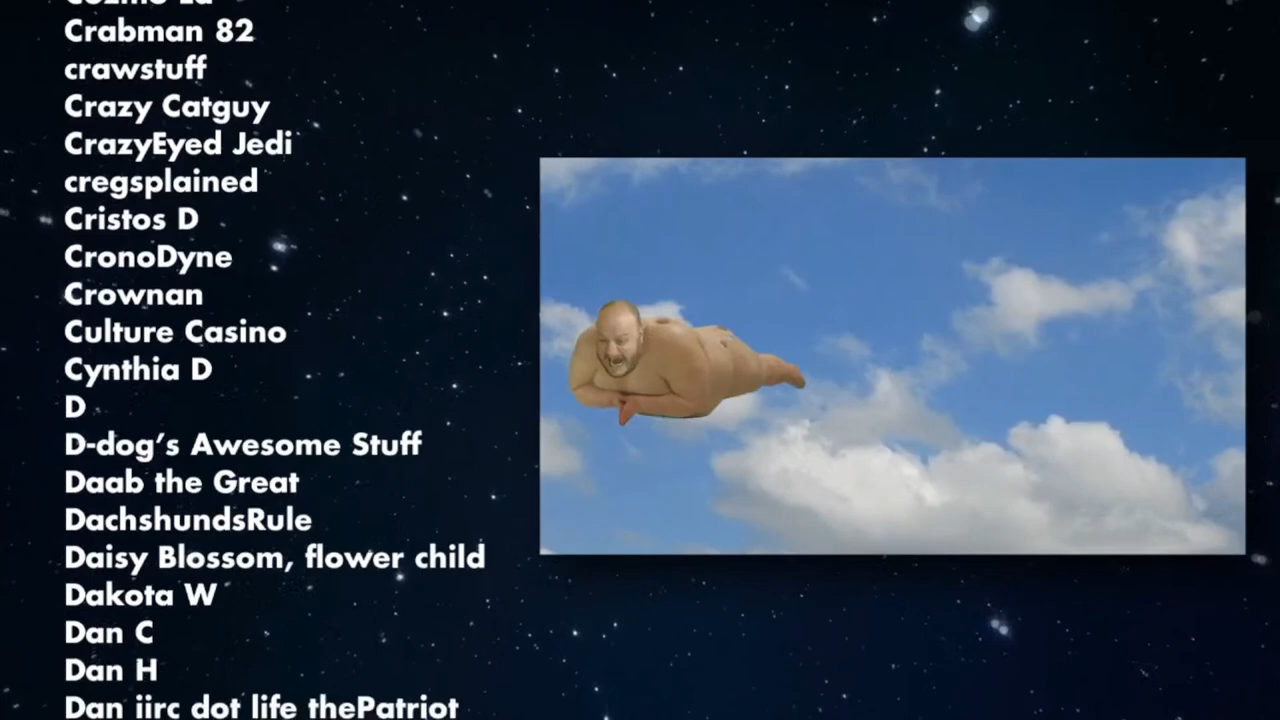 Crabman 82
crawstuff
Crazy Catguy
CrazyEyed Jedi
cregsplained
Cristos D
CronoDyne
Crownan
Culture Casino
Cynthia D
D
D-dog’s Awesome Stuff
Daab the Great
DachshundsRule
Daisy Blossom, flower child
Dakota W
Dan C
Dan H
Dan iirc dot life thePatriot